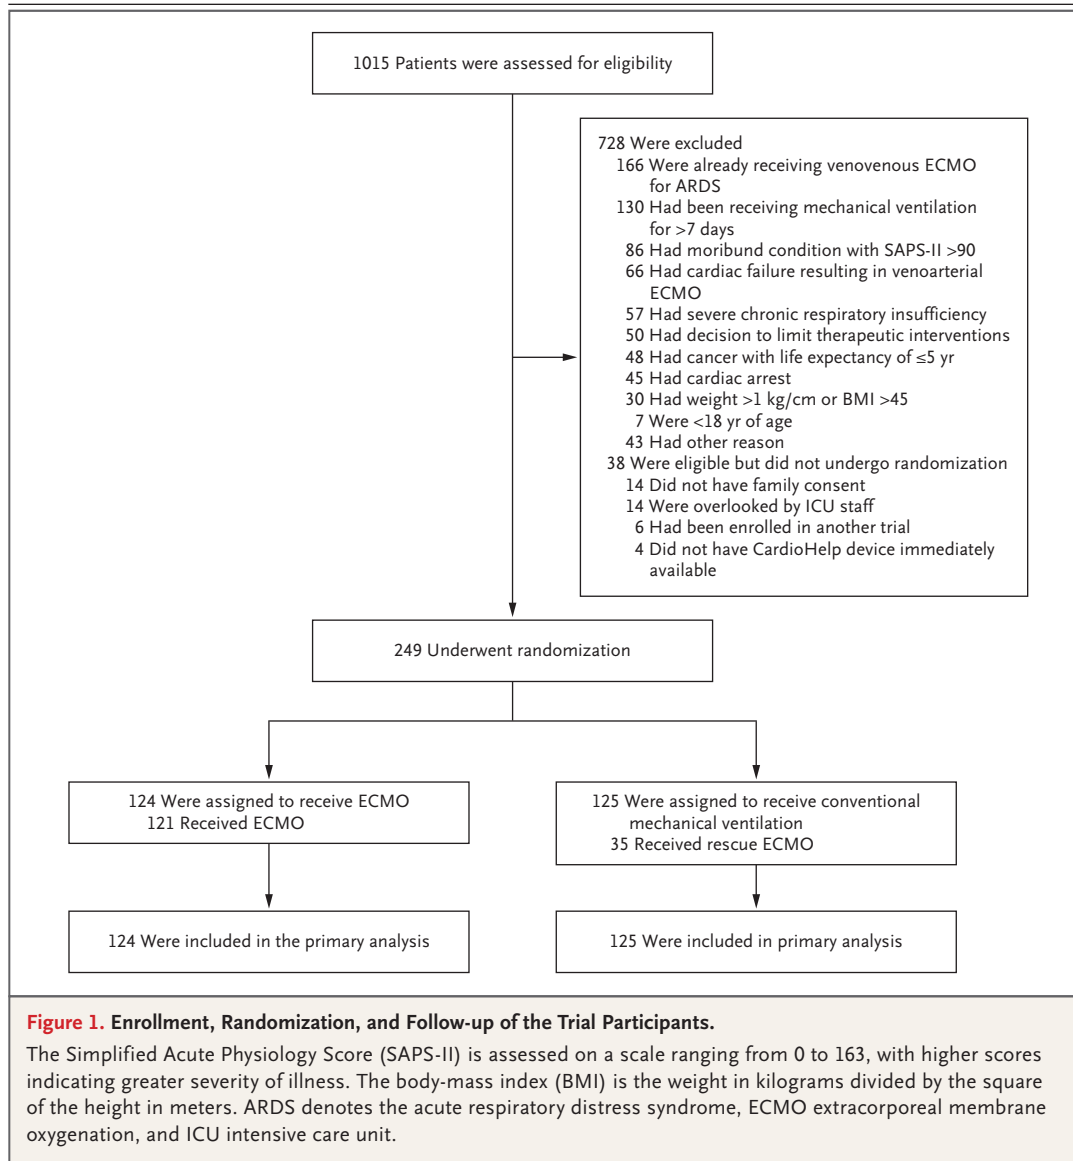 1015 Patients were assessed for eligibility
728 Were excluded
166 Were already receiving venovenous ECMO
for ARDS
130 Had been receiving mechanical ventilation
for >7 days
86 Had moribund condition with SAPS-II >90
66 Had cardiac failure resulting in venoarterial
ECMO
57 Had severe chronic respiratory insufficiency
50 Had decision to limit therapeutic interventions
48 Had cancer with life expectancy of ≤5 yr
45 Had cardiac arrest
30 Had weight >1 kg/cm or BMI >45
7 Were <18 yr of age
43 Had other reason
38 Were eligible but did not undergo randomization
14 Did not have family consent
14 Were overlooked by ICU staff
6 Had been enrolled in another trial
4 Did not have CardioHelp device immediately
available
249 Underwent randomization
124 Were assigned to receive ECMO
121 Received ECMO
125 Were assigned to receive conventional
mechanical ventilation
35 Received rescue ECMO
124 Were included in the primary analysis
125 Were included in primary analysis
Figure 1. Enrollment, Randomization, and Follow-up of the Trial Participants.
The Simplified Acute Physiology Score (SAPS-II) is assessed on a scale ranging from 0 to 163, with higher scores
indicating greater severity of illness. The body-mass index (BMI) is the weight in kilograms divided by the square
of the height in meters. ARDS denotes the acute respiratory distress syndrome, ECMO extracorporeal membrane
oxygenation, and ICU intensive care unit.